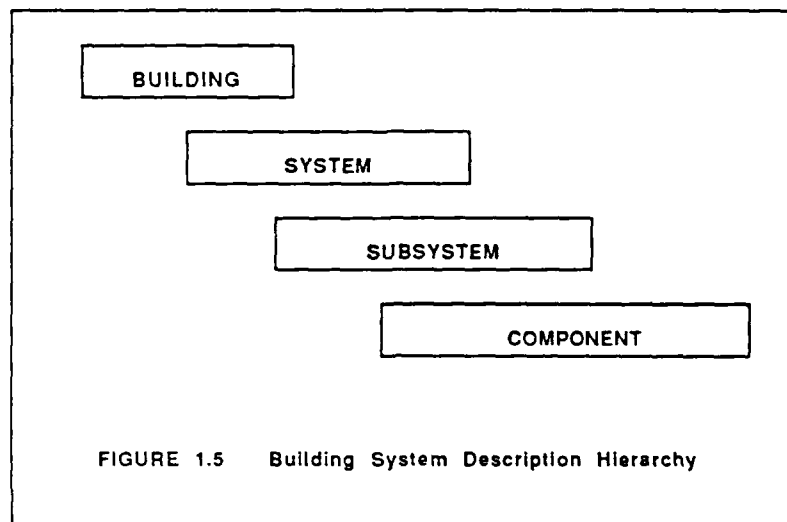 BUILDING
SYSTEM
SUBSYSTEM
COMPONENT
FIGURE 1.5 Building System Description Hierarchy